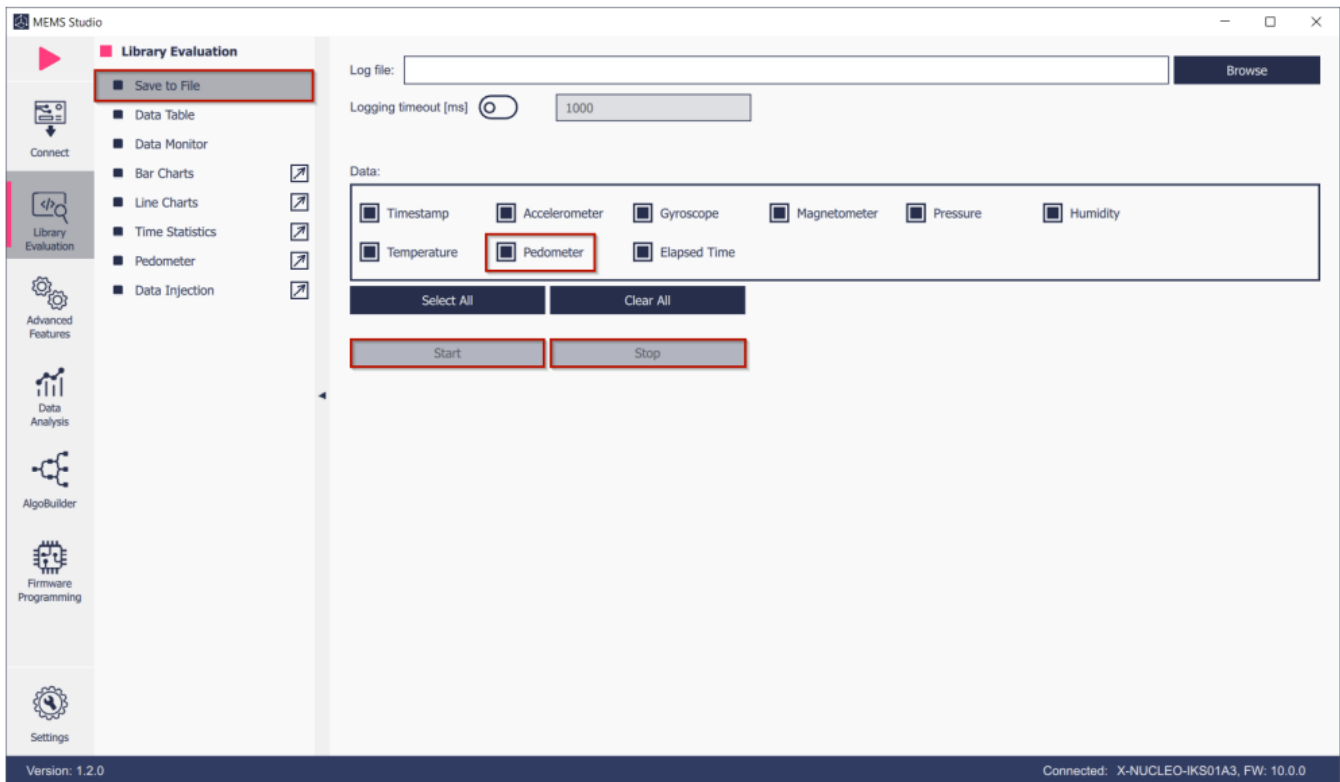 MEMS Studio
Connect
Library
Evaluation
Advanced
Features
Data
Analysis
AlgoBuilder
Firmware
Programming
Settings
Library Evaluation
Save to File
Data Table
Data Monitor
Bar Charts
Line Charts
Time Statistics
Pedometer
Data Injection
Log file:
Browse
Logging timeout [ms]
1000
Data:
Timestamp Accelerometer Gyroscope Magnetometer Pressure Humidity
Temperature Pedometer Elapsed Time
Select All Clear All
Start Stop
Version: 1.2.0
Connected: X-NUCLEO-IKS01A3, FW: 10.0.0